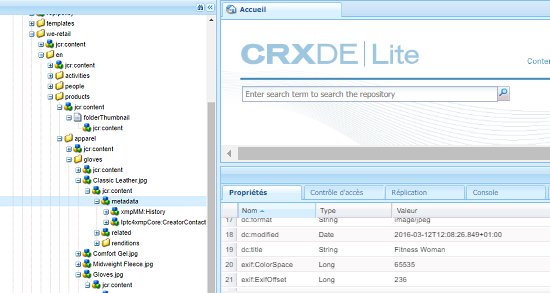 templates
we-retail
jcr:content
en
jcr:content
activities
people
products
jcr:content
folderThumbnail
jcr:content
apparel
jcr:content
gloves
jcr:content
Classic Leather.jpg
jcr:content
metadata
xmpMM:History
Iptc4xmpCore:CreatorContact
related
renditions
Comfort Gel.jpg
Midweight Fleece.jpg
Gloves.jpg
jcr:content
Accueil
CRXDE | Lite
Conte
Enter search term to search the repository
Propriétés Contrôle d'accès Réplication Console
Nom Type Valeur
17 dc:format String image/jpeg
18 dc:modified Date 2016-03-12T12:08:26.849+01:00
19 dc:title String Fitness Woman
20 exif:ColorSpace Long 65535
21 exif:ExifOffset Long 236